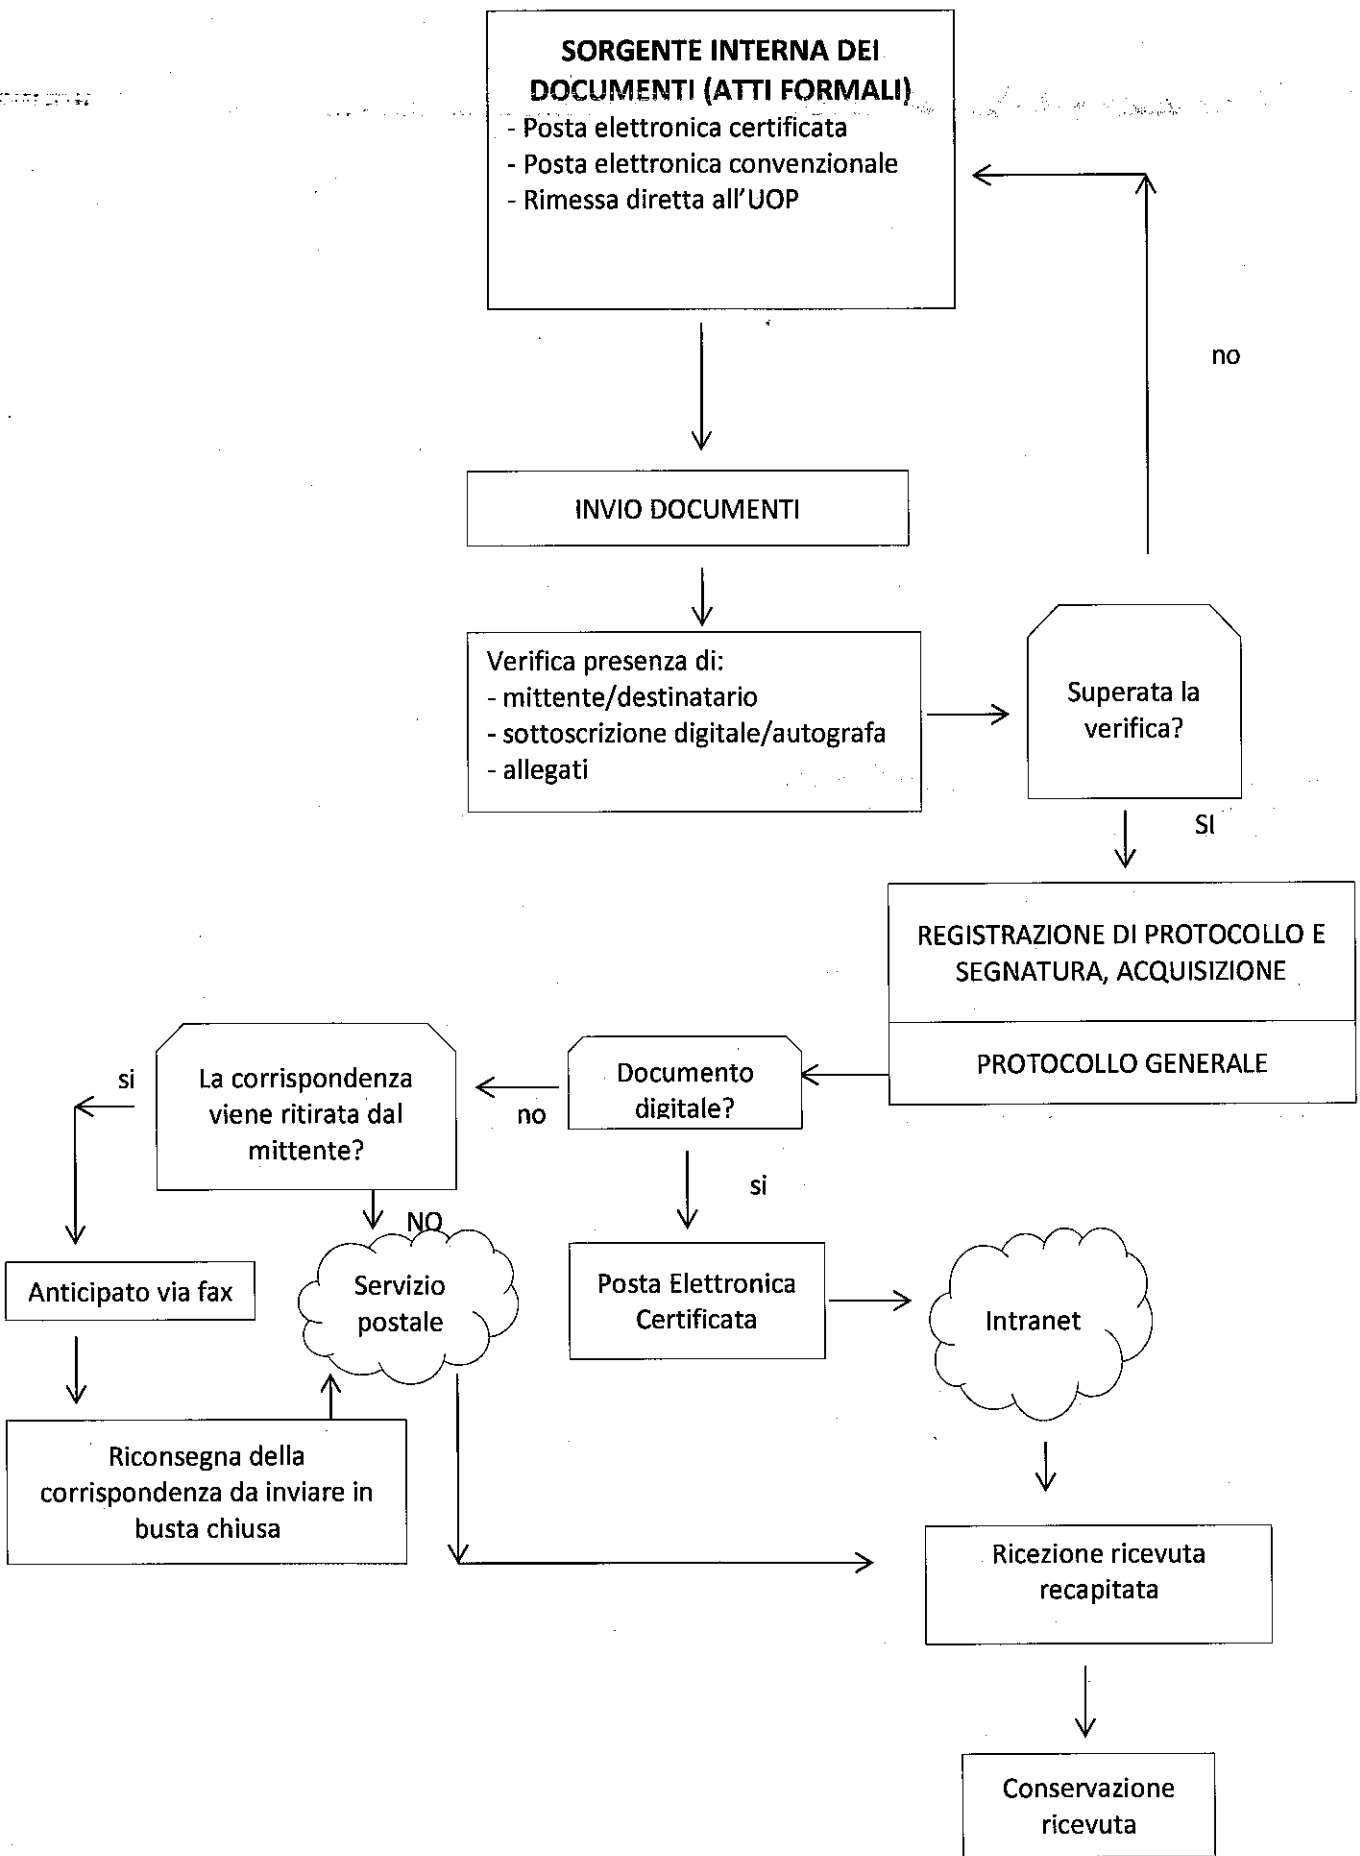 SORGENTE INTERNA DEI
DOCUMENTI (ATTI FORMALI)
- Posta elettronica certificata
- Posta elettronica convenzionale
- Rimessa diretta all'UOP
no
INVIO DOCUMENTI
Verifica presenza di:
- mittente/destinatario
- sottoscrizione digitale/autografa
- allegati
Superata la
verifica?
SI
REGISTRAZIONE DI PROTOCOLLO E
SEGNATURA, ACQUISIZIONE
PROTOCOLLO GENERALE
Documento
digitale?
no
si
La corrispondenza
viene ritirata dal
mittente?
si
NO
Anticipato via fax
Servizio
postale
Posta Elettronica
Certificata
Intranet
Riconsegna della
corrispondenza da inviare in
busta chiusa
Ricezione ricevuta
recapitata
Conservazione
ricevuta